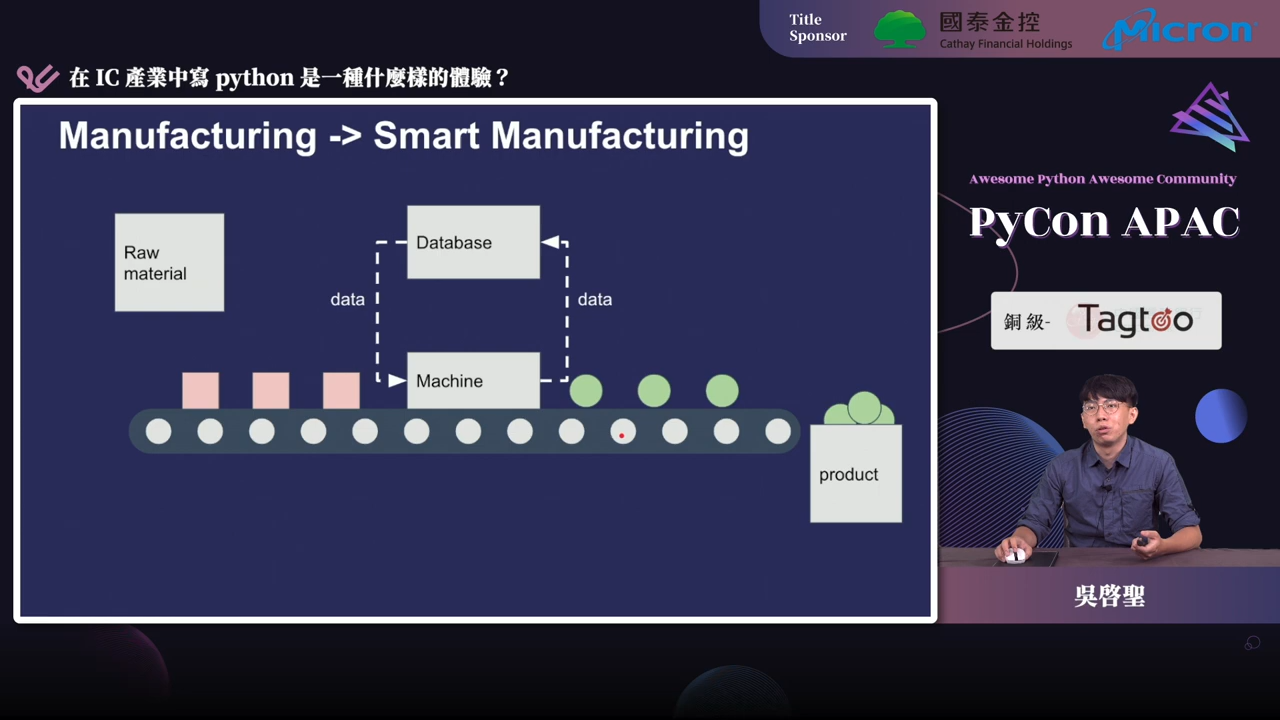 Title
Sponsor
國泰金控
Cathay Financial Holdings
Micron
在 IC 產業中寫 python 是一種什麼樣的體驗？
Manufacturing -> Smart Manufacturing
Raw
material
Database
data
data
Machine
product
Awesome Python Awesome Community
PyCon APAC
銅級-
Tagtoo
吳啓聖